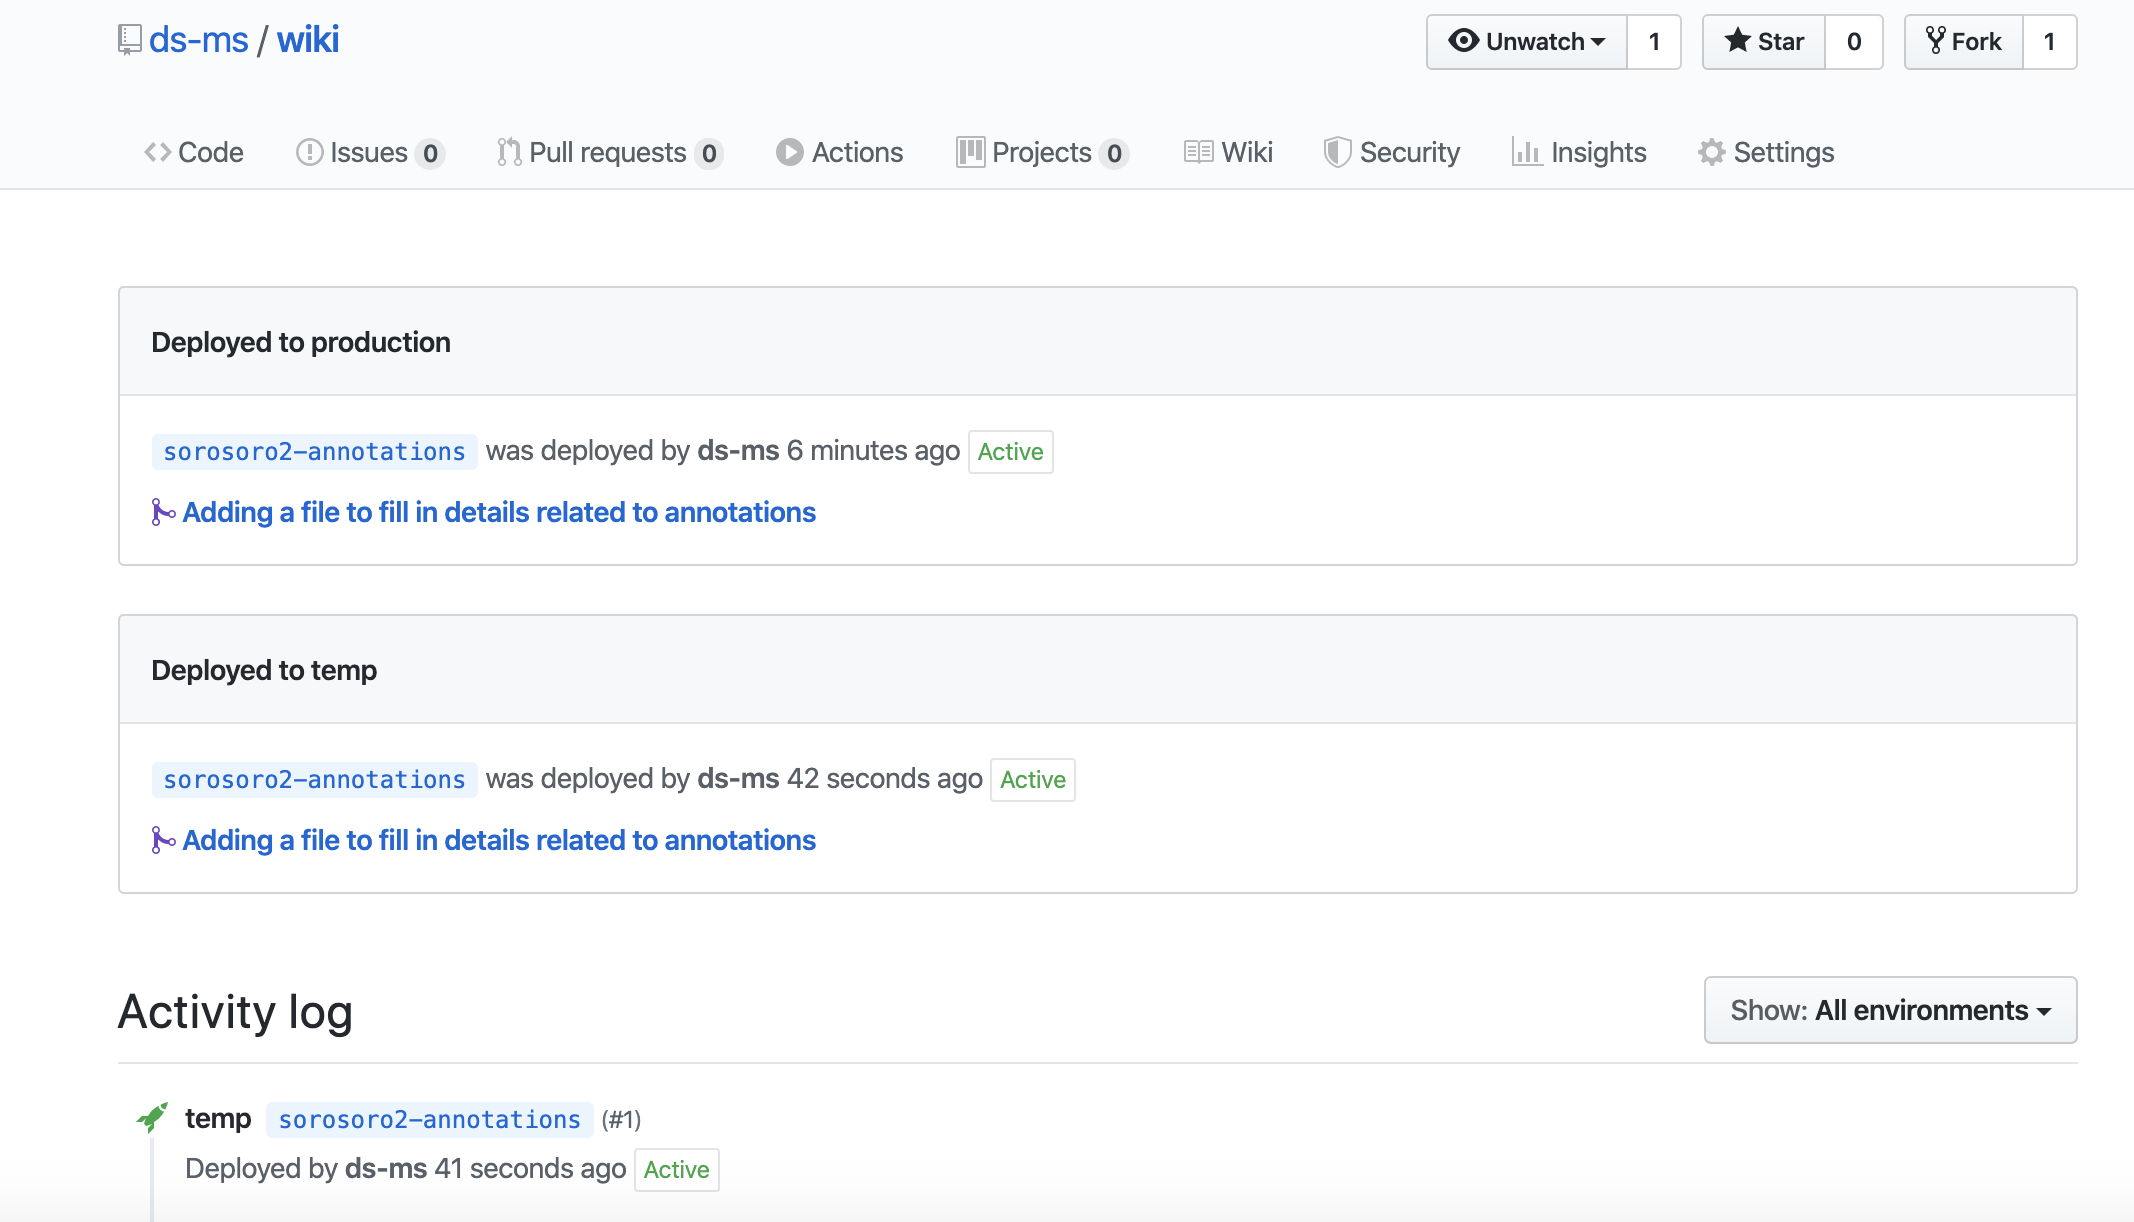 ds-ms / wiki
Unwatch 1 Star 0 Fork 1
Code Issues 0 Pull requests 0 Actions Projects 0 Wiki Security Insights Settings
Deployed to production
sorosoro2-annotations was deployed by ds-ms 6 minutes ago Active
Adding a file to fill in details related to annotations
Deployed to temp
sorosoro2-annotations was deployed by ds-ms 42 seconds ago Active
Adding a file to fill in details related to annotations
Activity log Show: All environments
temp sorosoro2-annotations (#1)
Deployed by ds-ms 41 seconds ago Active